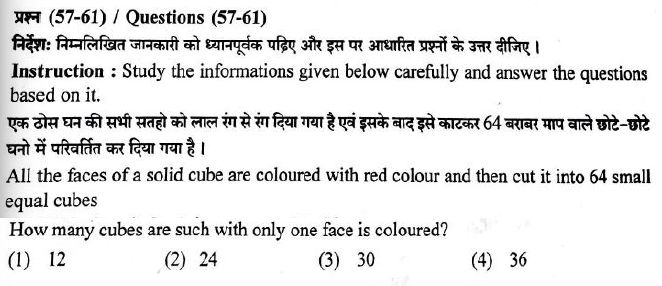 प्रश्न (57-61) / Questions (57-61)
निर्देश: निम्नलिखित जानकारी को ध्यानपूर्वक पढ़िए और इस पर आधारित प्रश्नों के उत्तर दीजिए ।
Instruction : Study the informations given below carefully and answer the questions
based on it.
एक ठोस घन की सभी सतहो को लाल रंग से रंग दिया गया है एवं इसके बाद इसे काटकर 64 बराबर माप वाले छोटे-छोटे
घनो में परिवर्तित कर दिया गया है ।
All the faces of a solid cube are coloured with red colour and then cut it into 64 small
equal cubes
How many cubes are such with only one face is coloured?
(1) 12 (2) 24 (3) 30 (4) 36